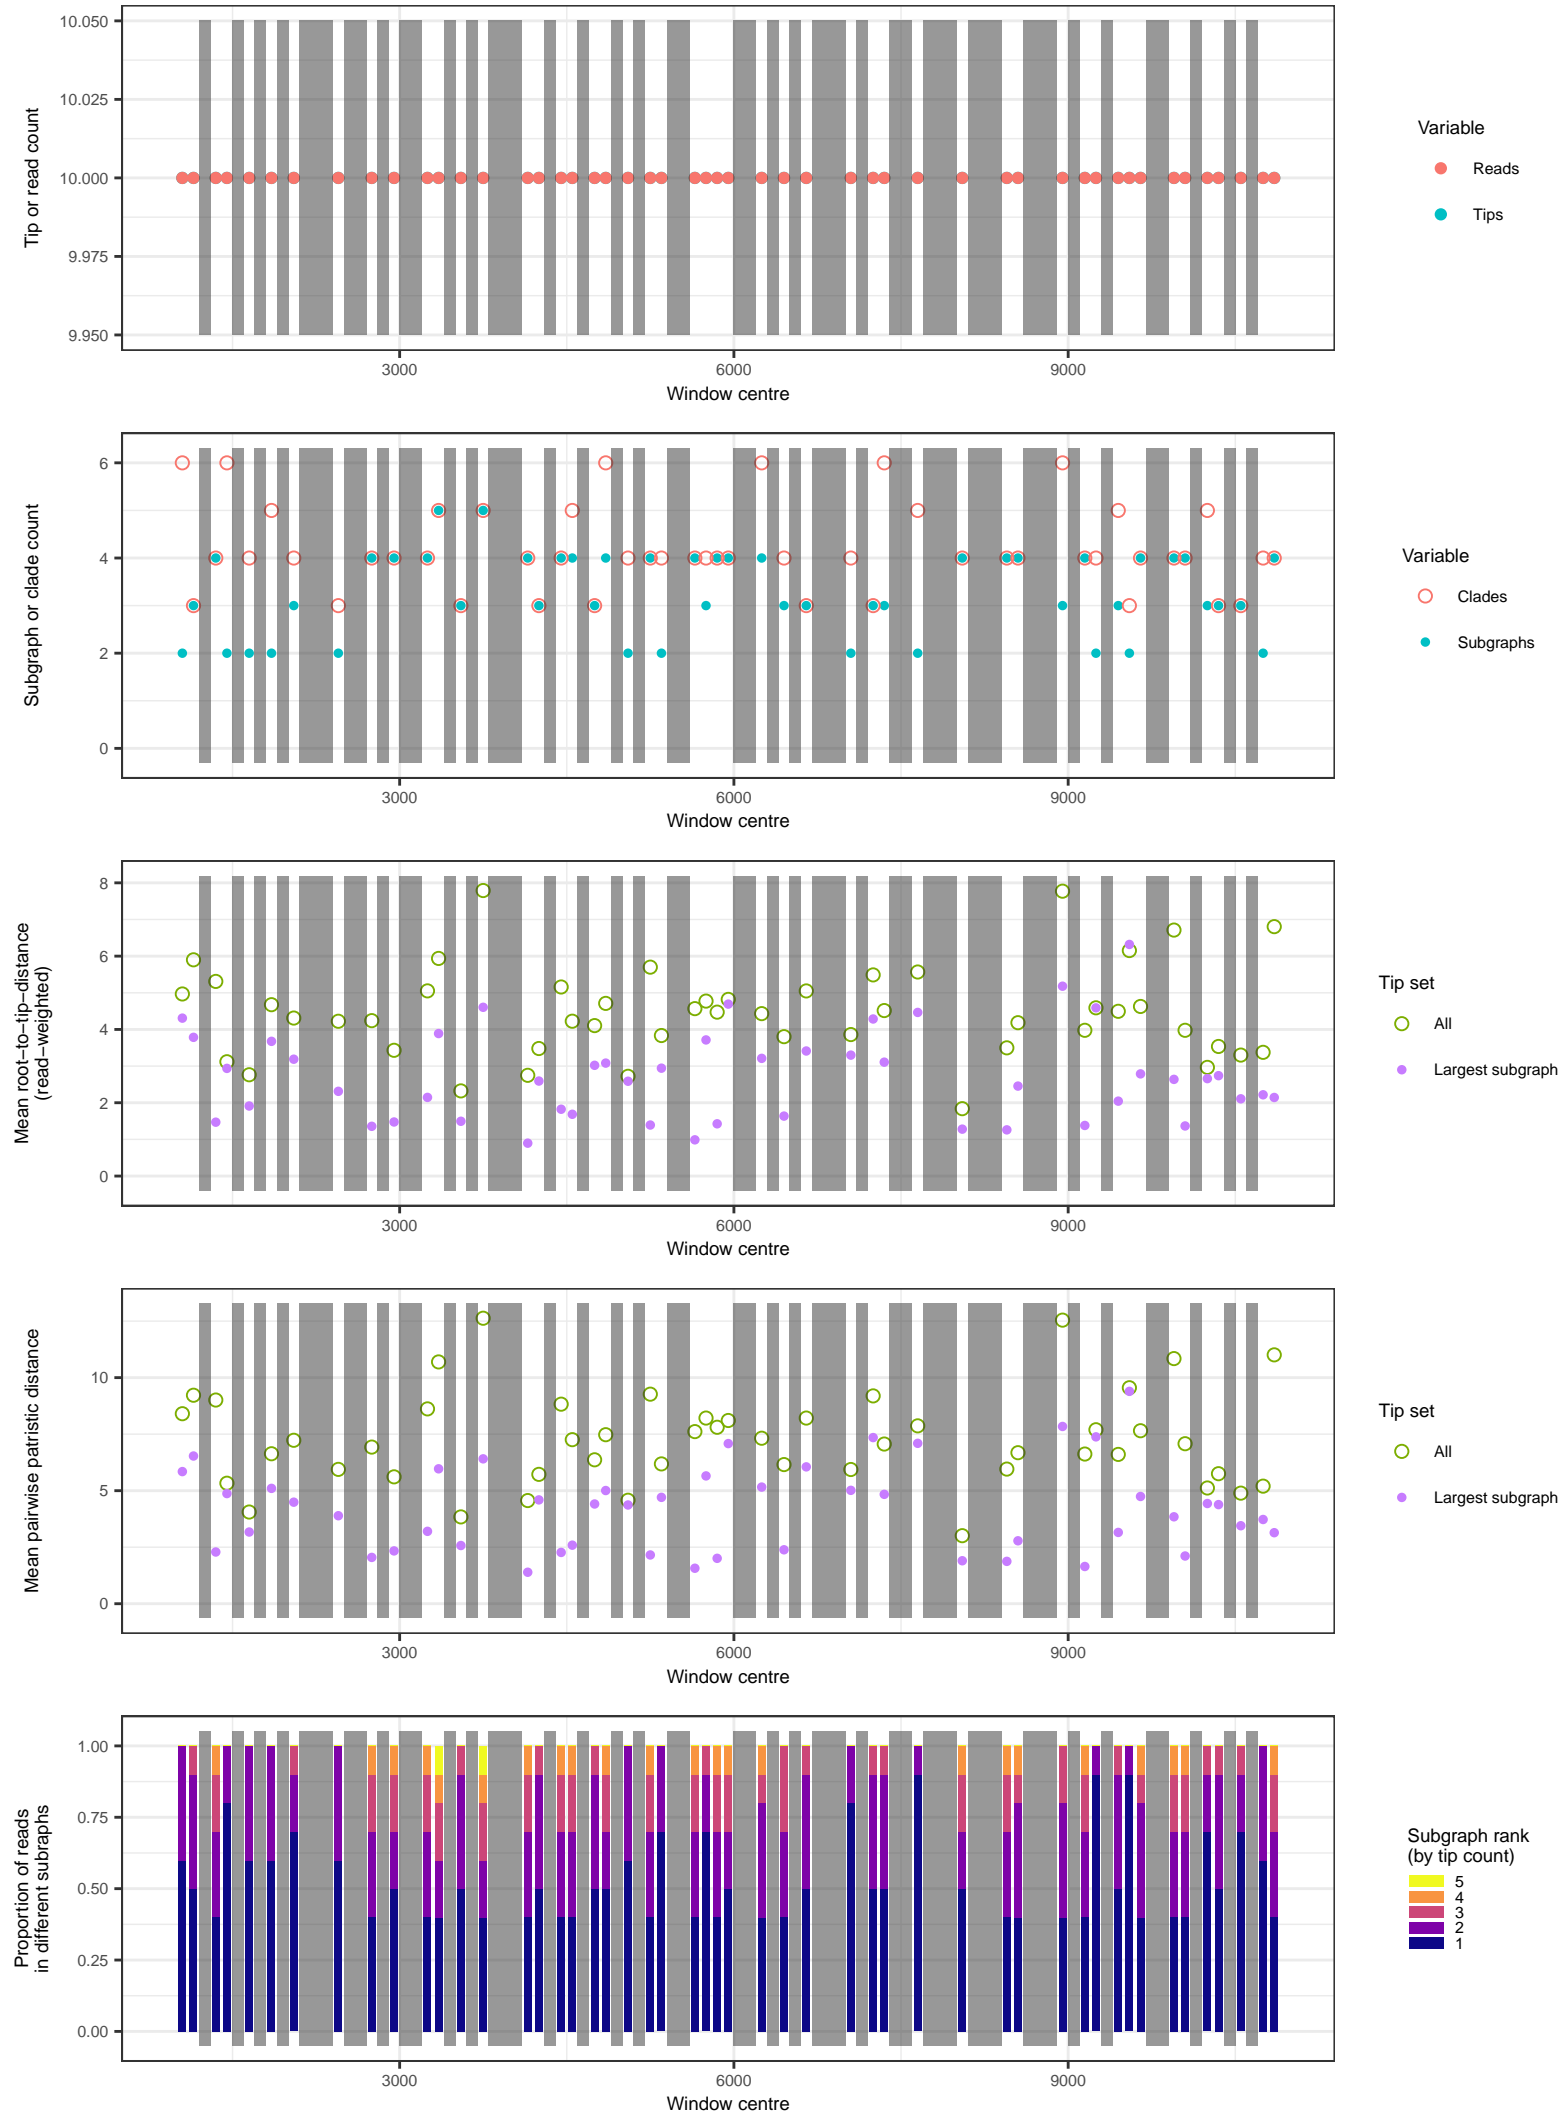 10.050
10.025
10.000
9.975
9.950
Tip or read count
3000
6000
9000
Window centre
Variable
Reads
Tips
6
4
2
0
Subgraph or clade count
3000
6000
9000
Window centre
Variable
Clades
Subgraphs
8
6
4
2
0
Mean root−to−tip−distance
(read−weighted)
3000
6000
9000
Window centre
Tip set
All
Largest subgraph
10
5
0
Mean pairwise patristic distance
3000
6000
9000
Window centre
Tip set
All
Largest subgraph
1.00
0.75
0.50
0.25
0.00
Proportion of reads
in different subraphs
3000
6000
9000
Window centre
Subgraph rank
(by tip count)
5
4
3
2
1